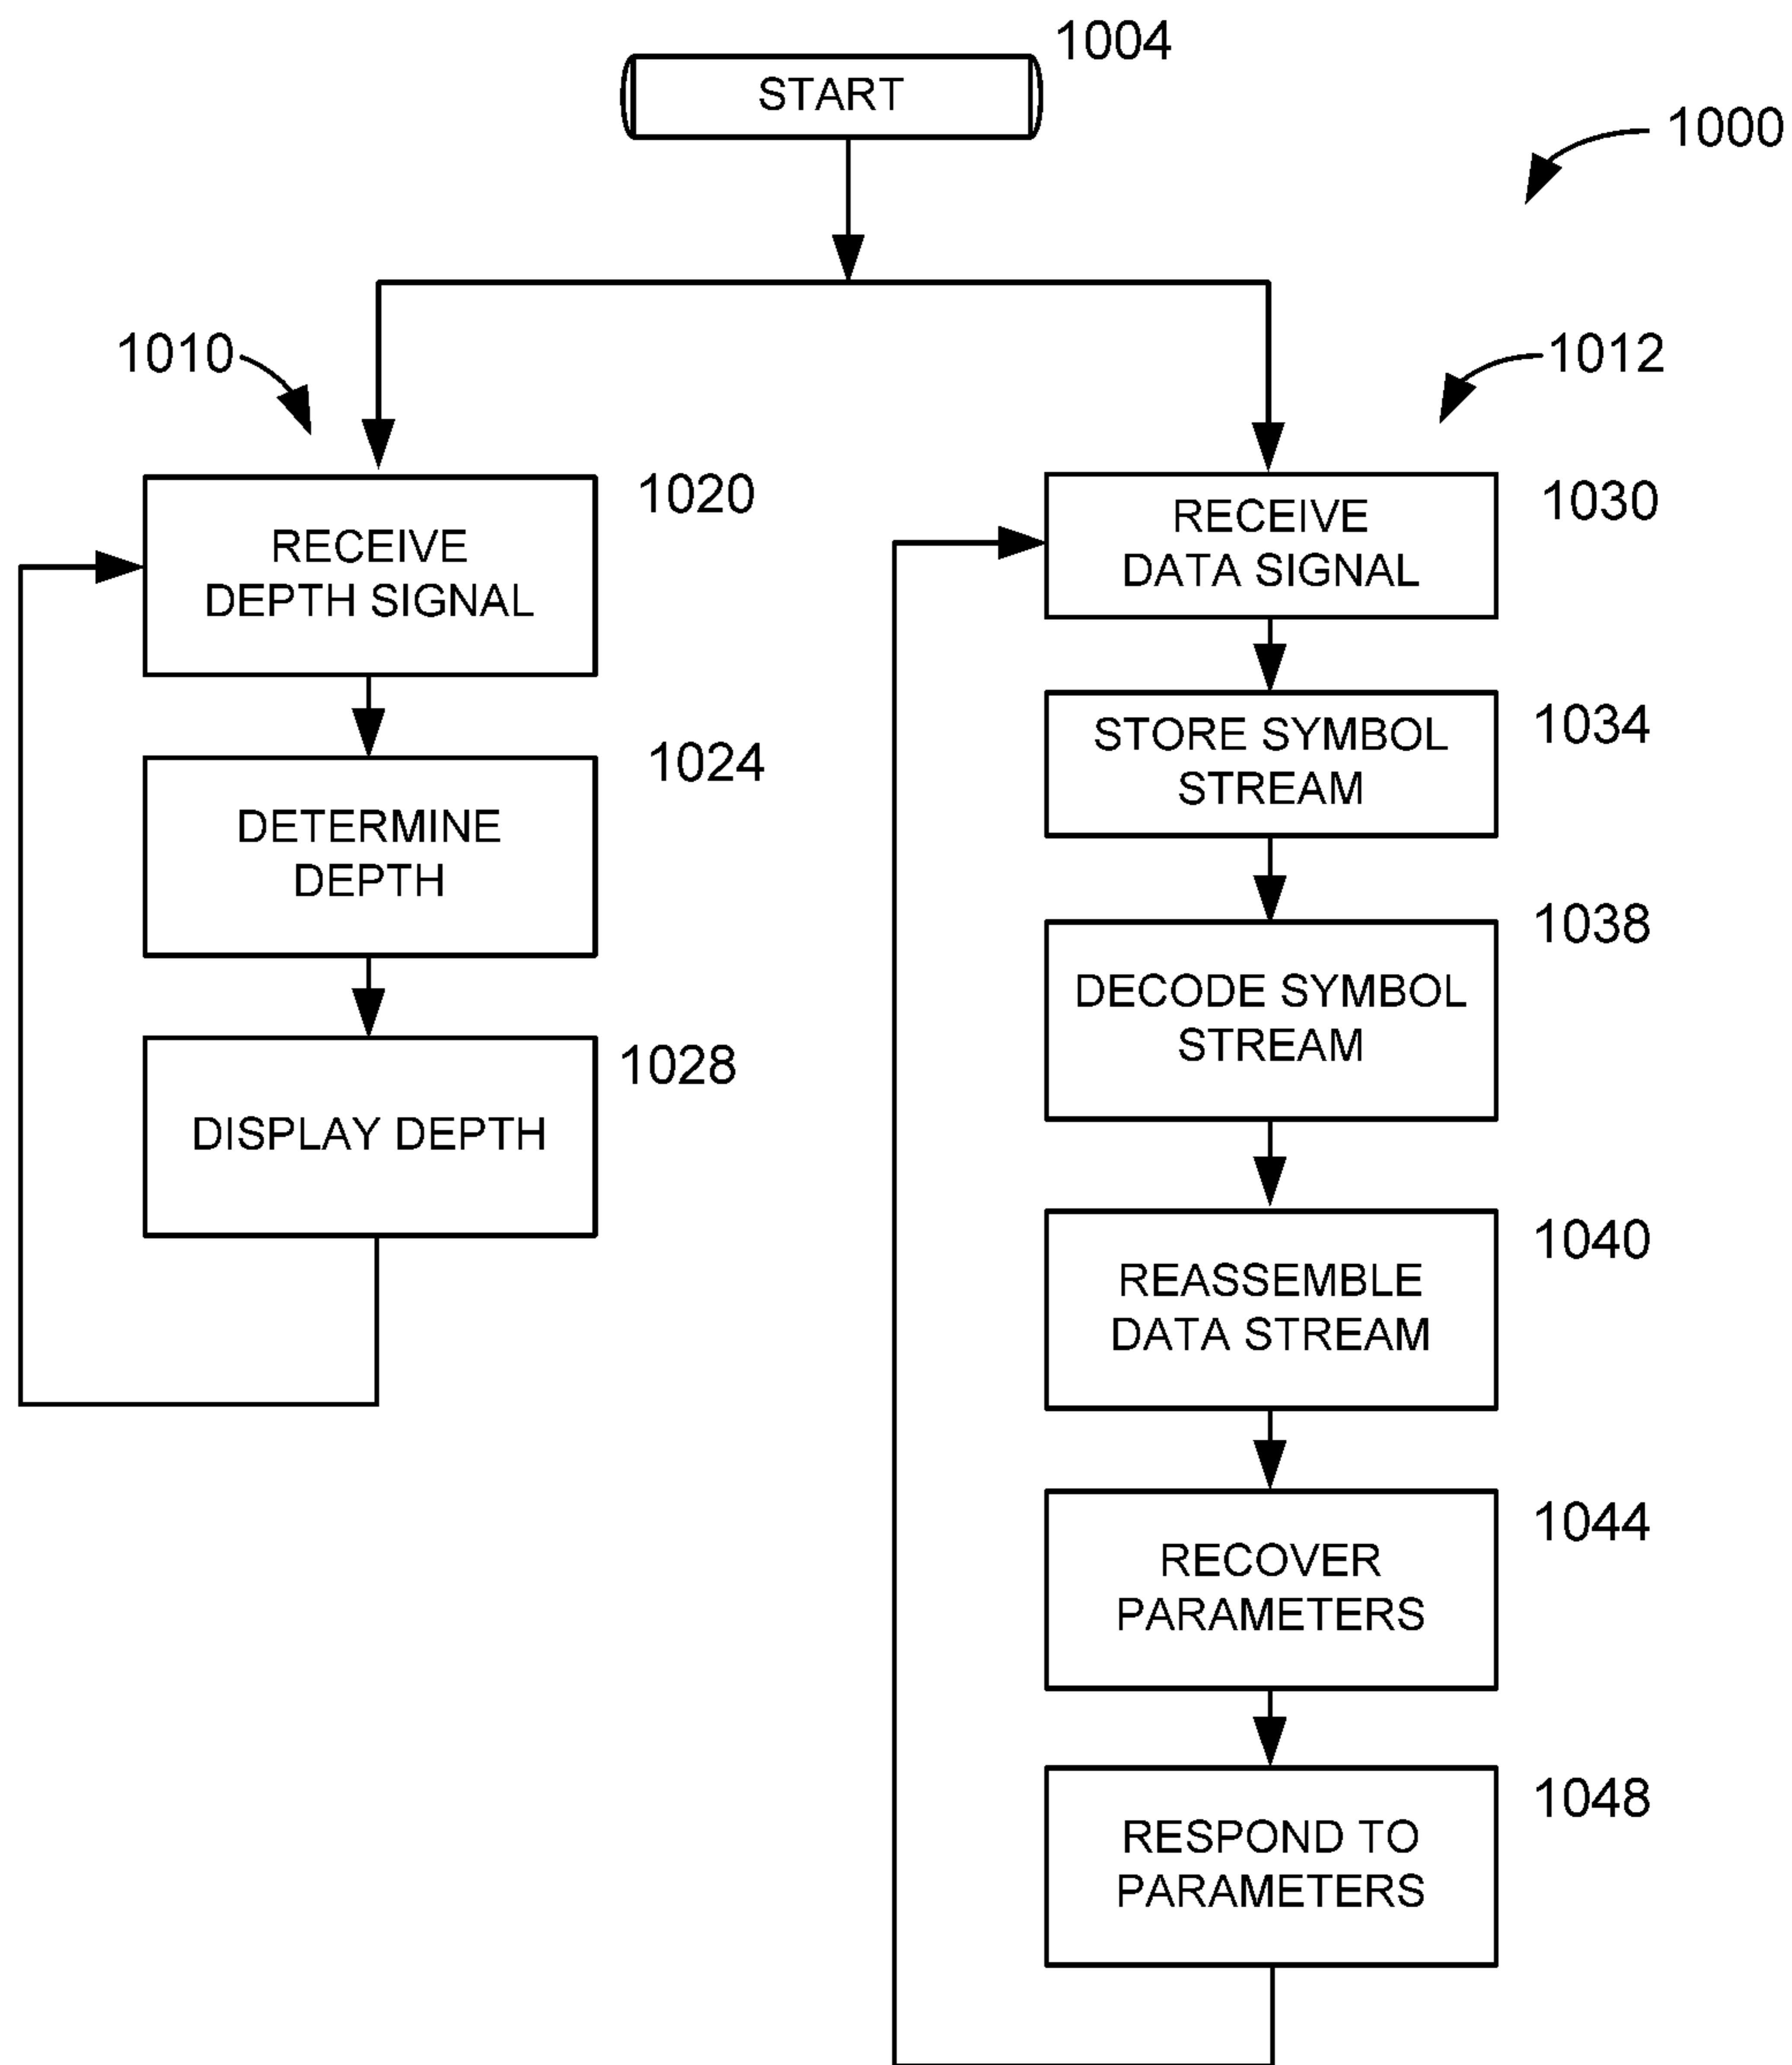 1004
START
1000
1010
1012
1020
RECEIVE
DEPTH SIGNAL
1024
DETERMINE
DEPTH
1028
DISPLAY DEPTH
1030
RECEIVE
DATA SIGNAL
1034
STORE SYMBOL
STREAM
1038
DECODE SYMBOL
STREAM
1040
REASSEMBLE
DATA STREAM
1044
RECOVER
PARAMETERS
1048
RESPOND TO
PARAMETERS